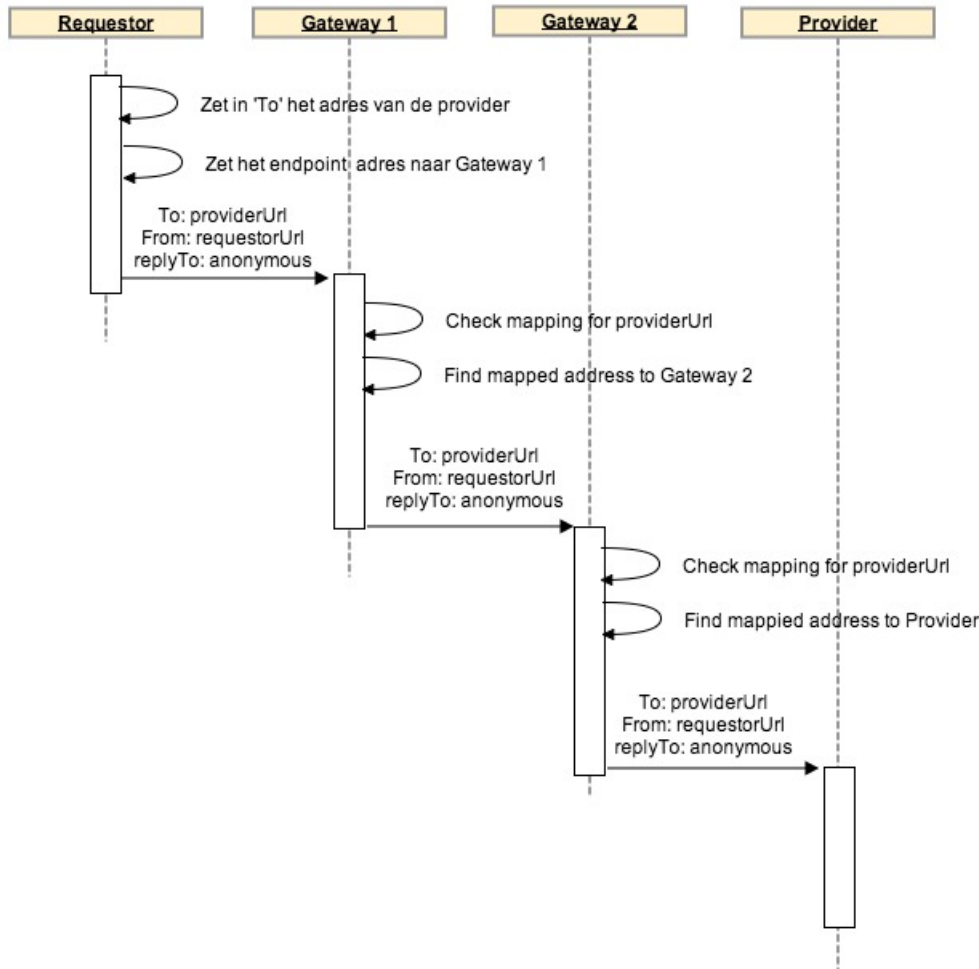 Requestor
Gateway 1
Gateway 2
Provider
Zet in 'To' het adres van de provider
Zet het endpoint adres naar Gateway 1
To: providerUrl
From: requestorUrl
replyTo: anonymous
Check mapping for providerUrl
Find mapped address to Gateway 2
To: providerUrl
From: requestorUrl
replyTo: anonymous
Check mapping for providerUrl
Find mappied address to Provider
To: providerUrl
From: requestorUrl
replyTo: anonymous